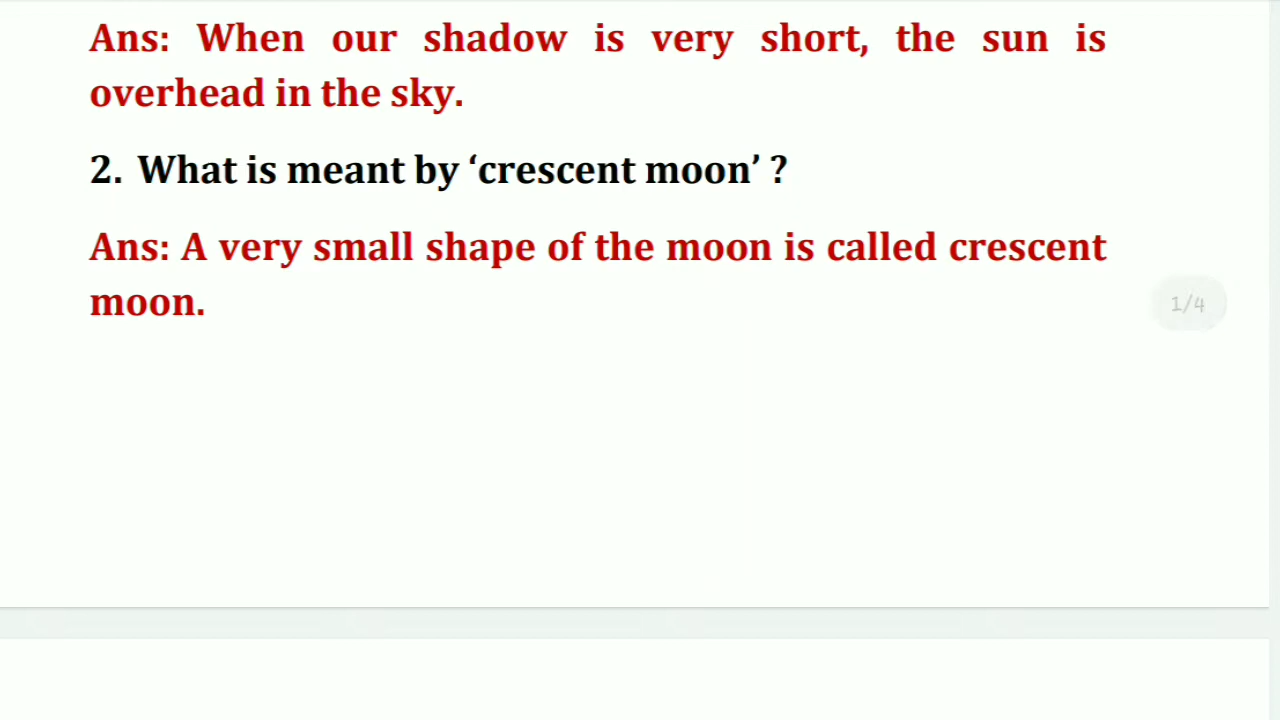 Ans: When our shadow is very short, the sun is
overhead in the sky.
2. What is meant by ‘crescent moon’ ?
Ans: A very small shape of the moon is called crescent
moon.
1/4